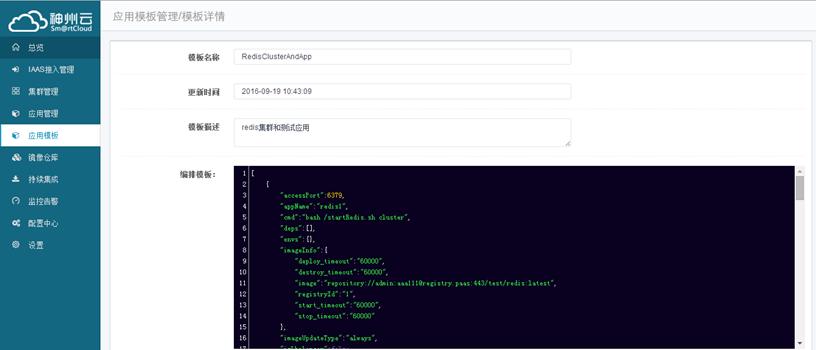 神州云
Sm@rtCloud
总览
IAAS接入管理
集群管理
应用管理
应用模板
镜像仓库
持续集成
监控告警
配置中心
设置
应用模板管理/模板详情
模板名称 RedisClusterAndApp
更新时间 2016-09-19 10:43:09
模板描述 redis集群和测试应用
编排模板:
1 [
2 {
3 "accessPort":6379,
4 "appName":"redis1",
5 "cmd":"bash /startRedis.sh cluster",
6 "deps":[],
7 "envs":[],
8 "imageInfo":{
9 "deploy_timeout":"60000",
10 "destroy_timeout":"60000",
11 "image":"repository://admin:aaa111@registry.paas:443/test/redis:latest",
12 "registryId":"1",
13 "start_timeout":"60000",
14 "stop_timeout":"60000"
15 },
16 "imageUpdateType":"always",
17